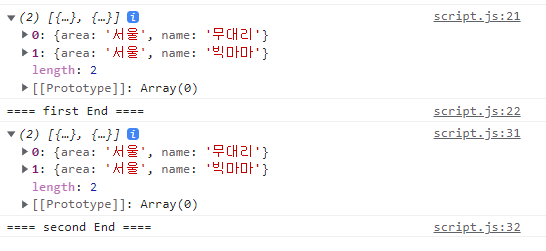 (2) [{…}, {…}] i script.js:21
0: {area: '서울', name: '무대리'}
1: {area: '서울', name: '빅마마'}
length: 2
[[Prototype]]: Array(0)
==== first End ==== script.js:22
(2) [{…}, {…}] i script.js:31
0: {area: '서울', name: '무대리'}
1: {area: '서울', name: '빅마마'}
length: 2
[[Prototype]]: Array(0)
==== second End ==== script.js:32